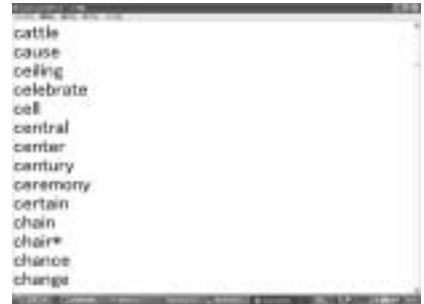 cattle
cause
ceiling
celebrate
cell
central
center
century
ceremony
certain
chain
chair*
chance
change